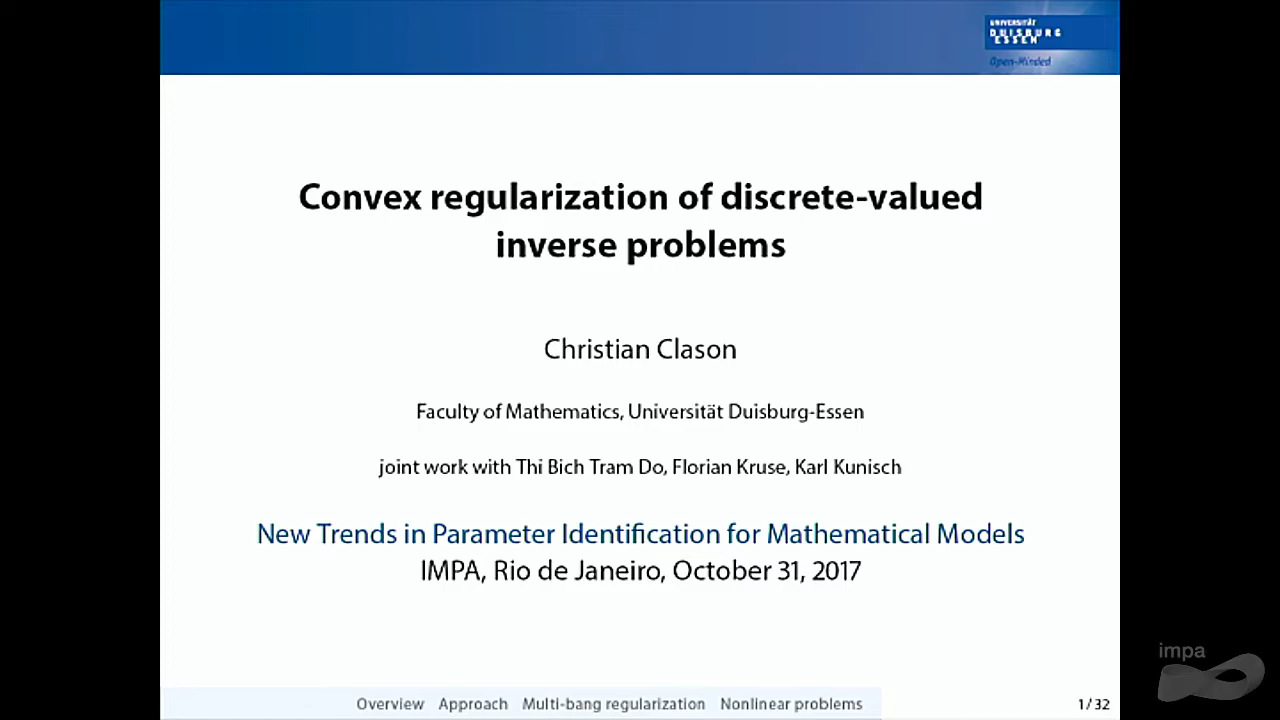 UNIVERSITÄT
DUISBURG
ESSEN
Open-Minded
Convex regularization of discrete-valued
inverse problems
Christian Clason
Faculty of Mathematics, Universität Duisburg-Essen
joint work with Thi Bich Tram Do, Florian Kruse, Karl Kunisch
New Trends in Parameter Identification for Mathematical Models
IMPA, Rio de Janeiro, October 31, 2017
impa
Overview Approach Multi-bang regularization Nonlinear problems 1 / 32